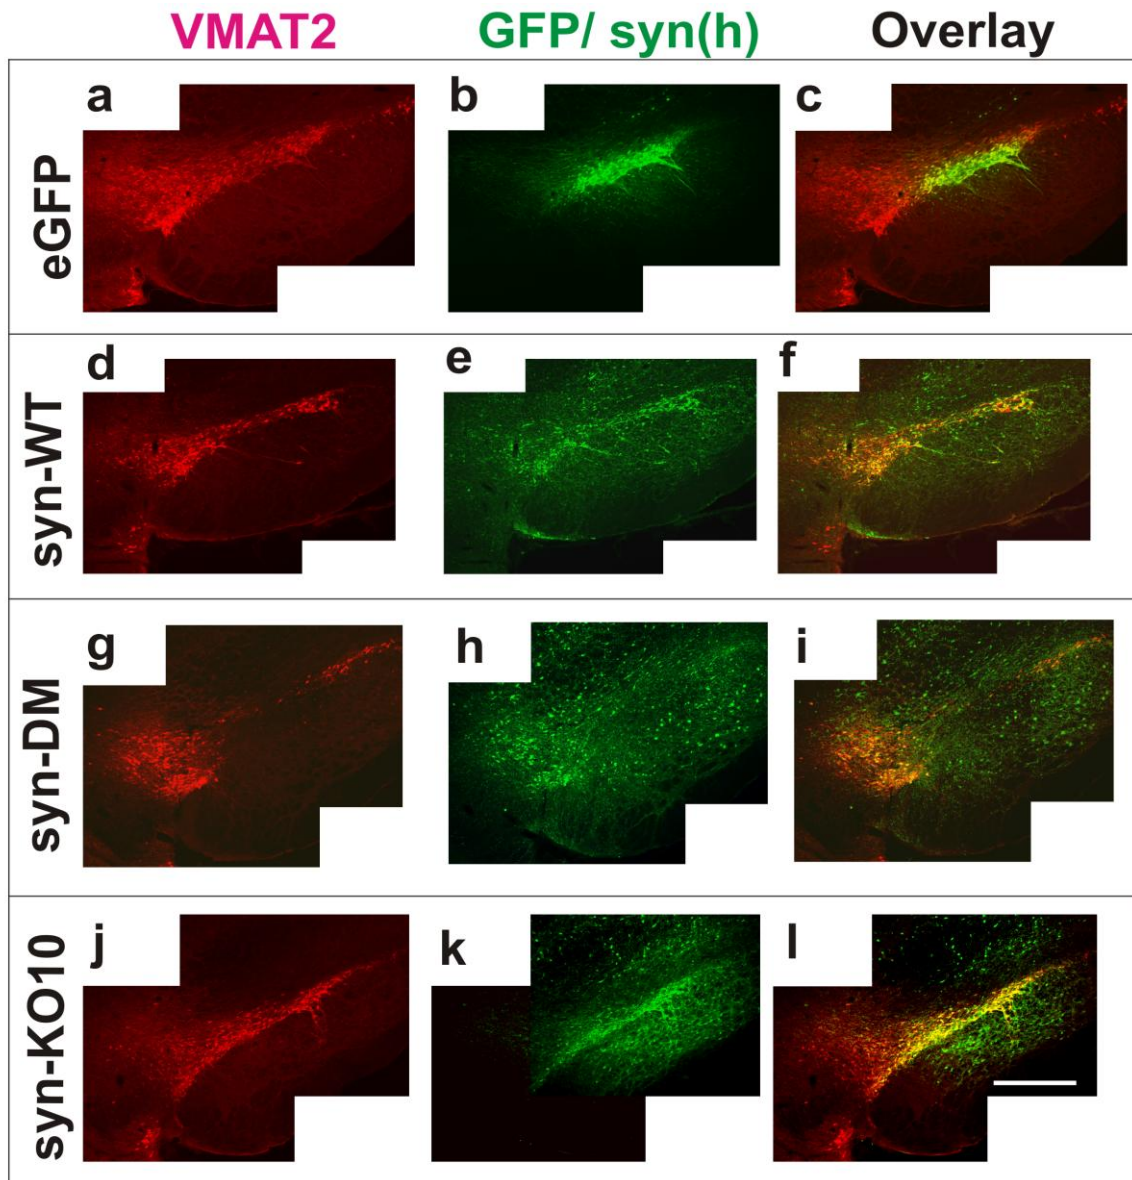 VMAT2 GFP/ syn(h) Overlay
eGFP
a b c
syn-WT
d e f
syn-DM
g h i
syn-KO10
j k l